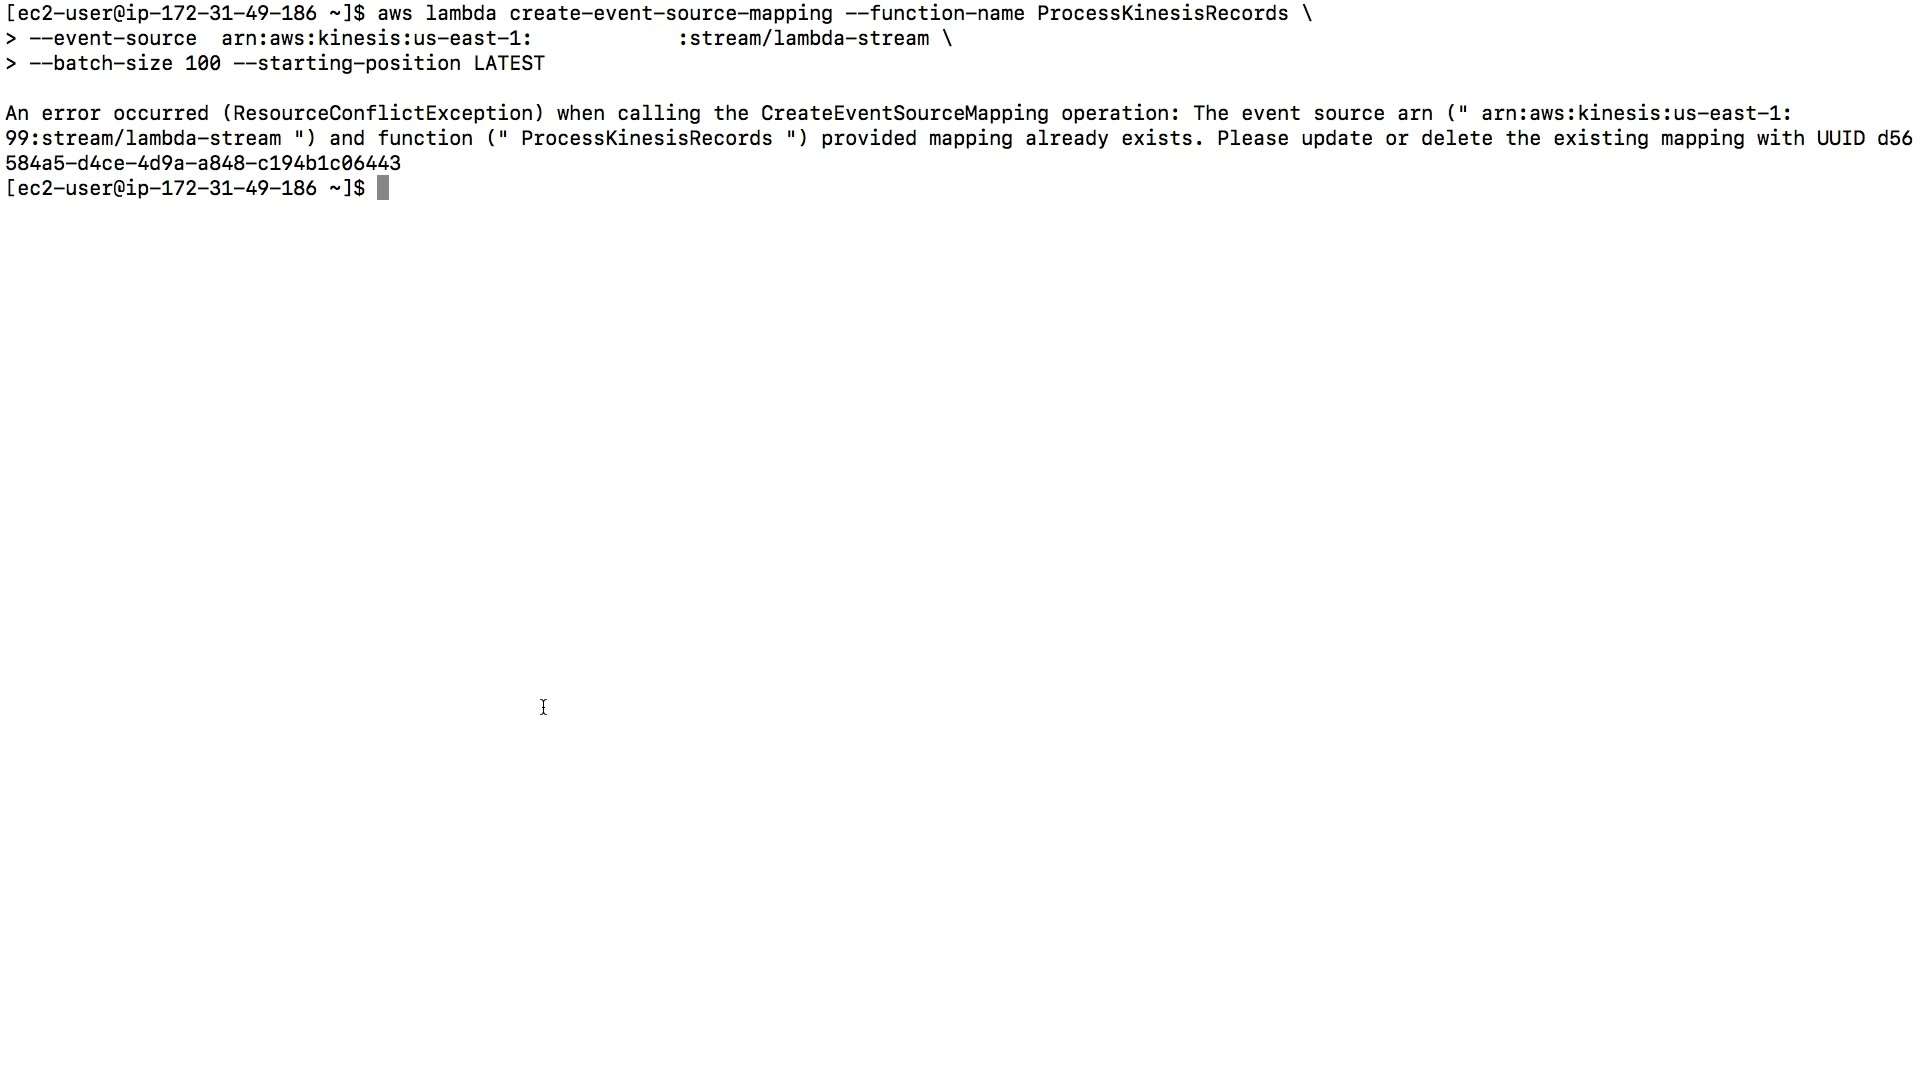 [ec2-user@ip-172-31-49-186 ~]$ aws lambda create-event-source-mapping --function-name ProcessKinesisRecords \
> --event-source  arn:aws:kinesis:us-east-1:            :stream/lambda-stream \
> --batch-size 100 --starting-position LATEST
An error occurred (ResourceConflictException) when calling the CreateEventSourceMapping operation: The event source arn (" arn:aws:kinesis:us-east-1:
99:stream/lambda-stream ") and function (" ProcessKinesisRecords ") provided mapping already exists. Please update or delete the existing mapping with UUID d56
584a5-d4ce-4d9a-a848-c194b1c06443
[ec2-user@ip-172-31-49-186 ~]$